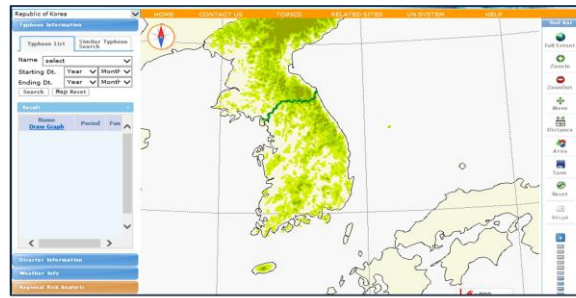 Republic of Korea
HOME CONTACT US TOPICS RELATED SITES UN SYSTEM HELP
Typhoon Information
Tool Bar
Typhoon List
Similar Typhoon
Search
Name select
Starting Dt. Year Month
Ending Dt. Year Month
Search Map Reset
Result
Name Period
Draw Graph
Full Extent
ZoomIn
ZoomOut
Move
Distance
Area
Save
Reset
Disaster Information
Weather Info
Regional Risk Analysis